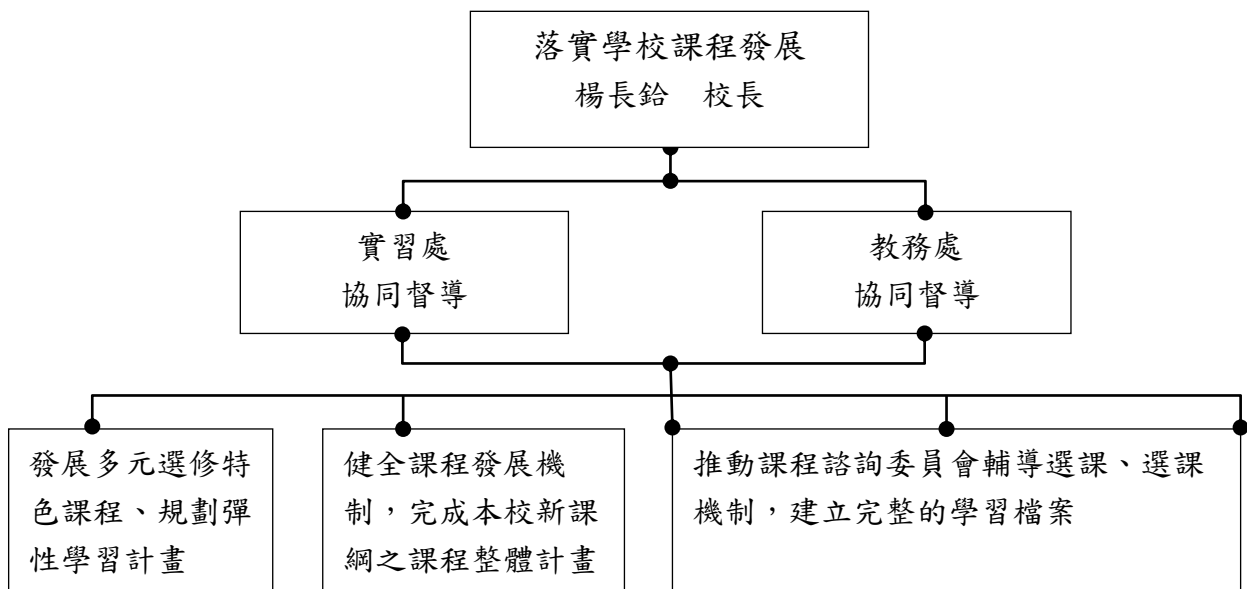 落實學校課程發展
楊長鈶　校長
實習處
協同督導
教務處
協同督導
發展多元選修特
色課程、規劃彈
性學習計畫
健全課程發展機
制，完成本校新課
綱之課程整體計畫
推動課程諮詢委員會輔導選課、選課
機制，建立完整的學習檔案